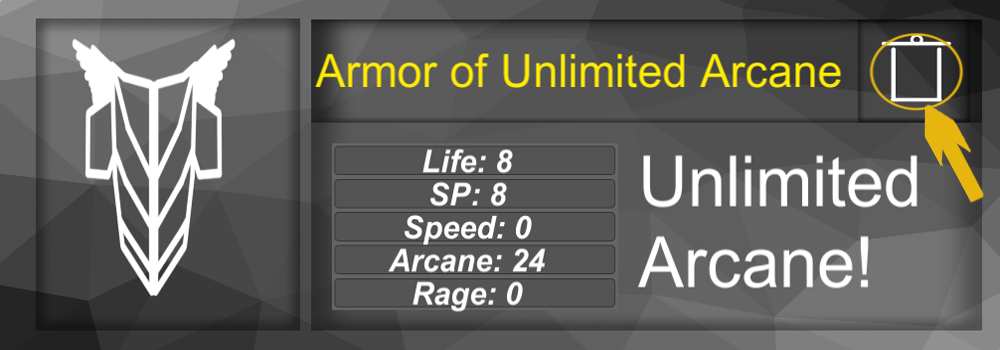 Armor of Unlimited Arcane
Life: 8
SP: 8
Speed: 0
Arcane: 24
Rage: 0
Unlimited
Arcane!